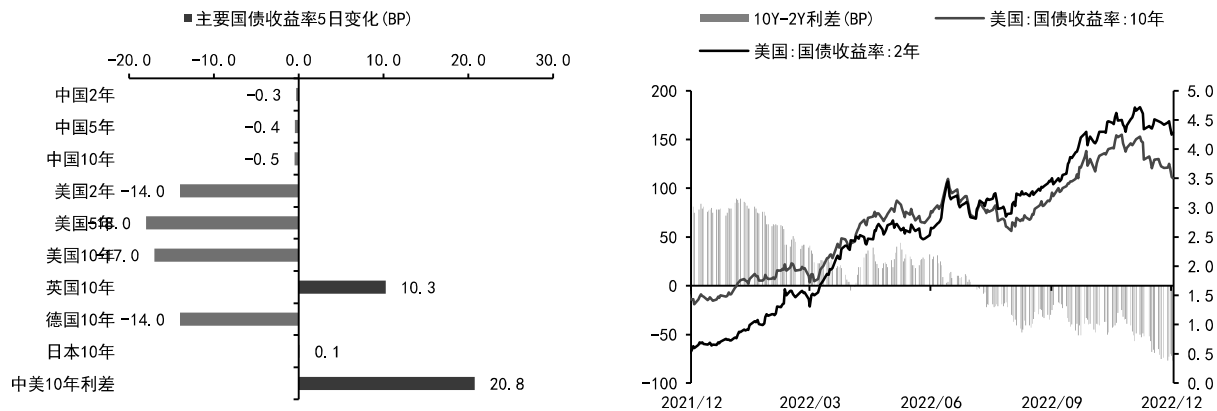 主要国债收益率5日变化(BP)
-20.0 -10.0 0.0 10.0 20.0 30.0
中国2年 -0.3
中国5年 -0.4
中国10年 -0.5
美国2年 -14.0
美国5年 -18.0
美国10年 -17.0
英国10年 10.3
德国10年 -14.0
日本10年 0.1
中美10年利差 20.8
10Y-2Y利差(BP) 美国:国债收益率:10年
美国:国债收益率:2年
200 5.0
4.5
150 4.0
3.5
100 3.0
50 2.5
2.0
0 1.5
-50 1.0
0.5
-100 0.0
2021/12 2022/03 2022/06 2022/09 2022/12